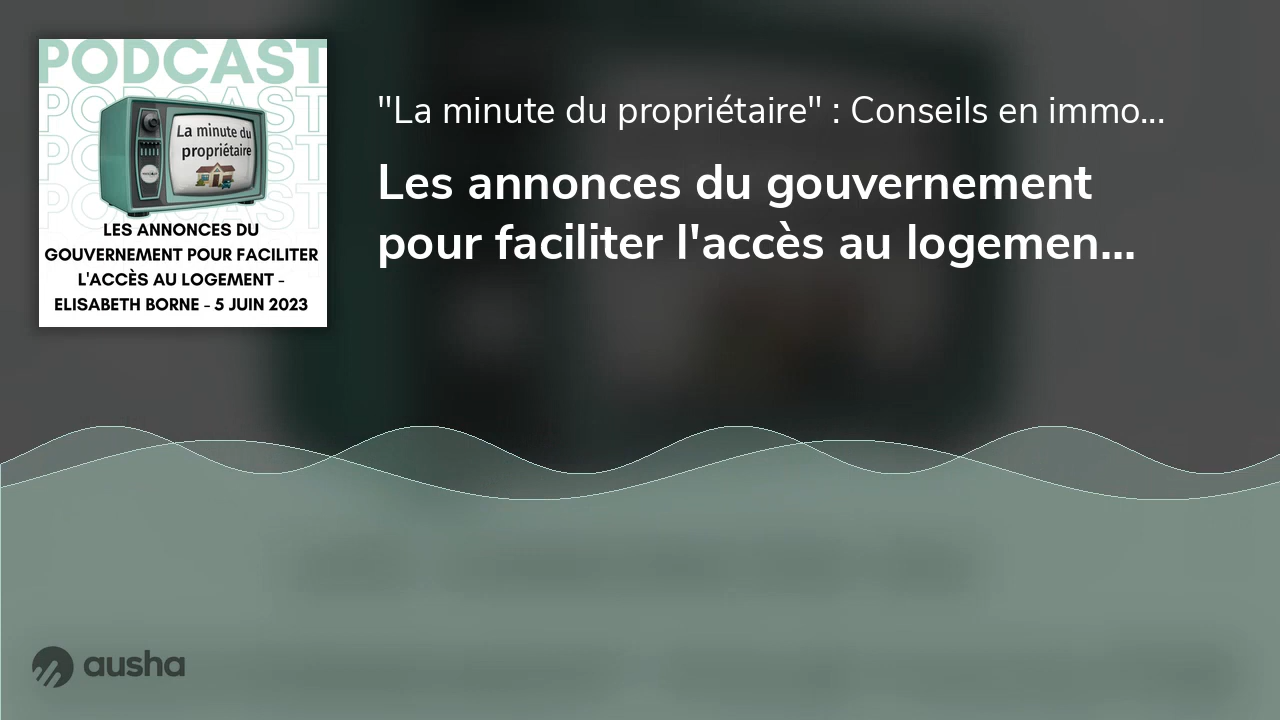 PODCAST
PODCAST
PODCAST
PODCAST
La minute du
propriétaire
LES ANNONCES DU
GOUVERNEMENT POUR FACILITER
L'ACCÈS AU LOGEMENT -
ELISABETH BORNE - 5 JUIN 2023
"La minute du propriétaire" : Conseils en immo...
Les annonces du gouvernement
pour faciliter l'accès au logemen...
ausha